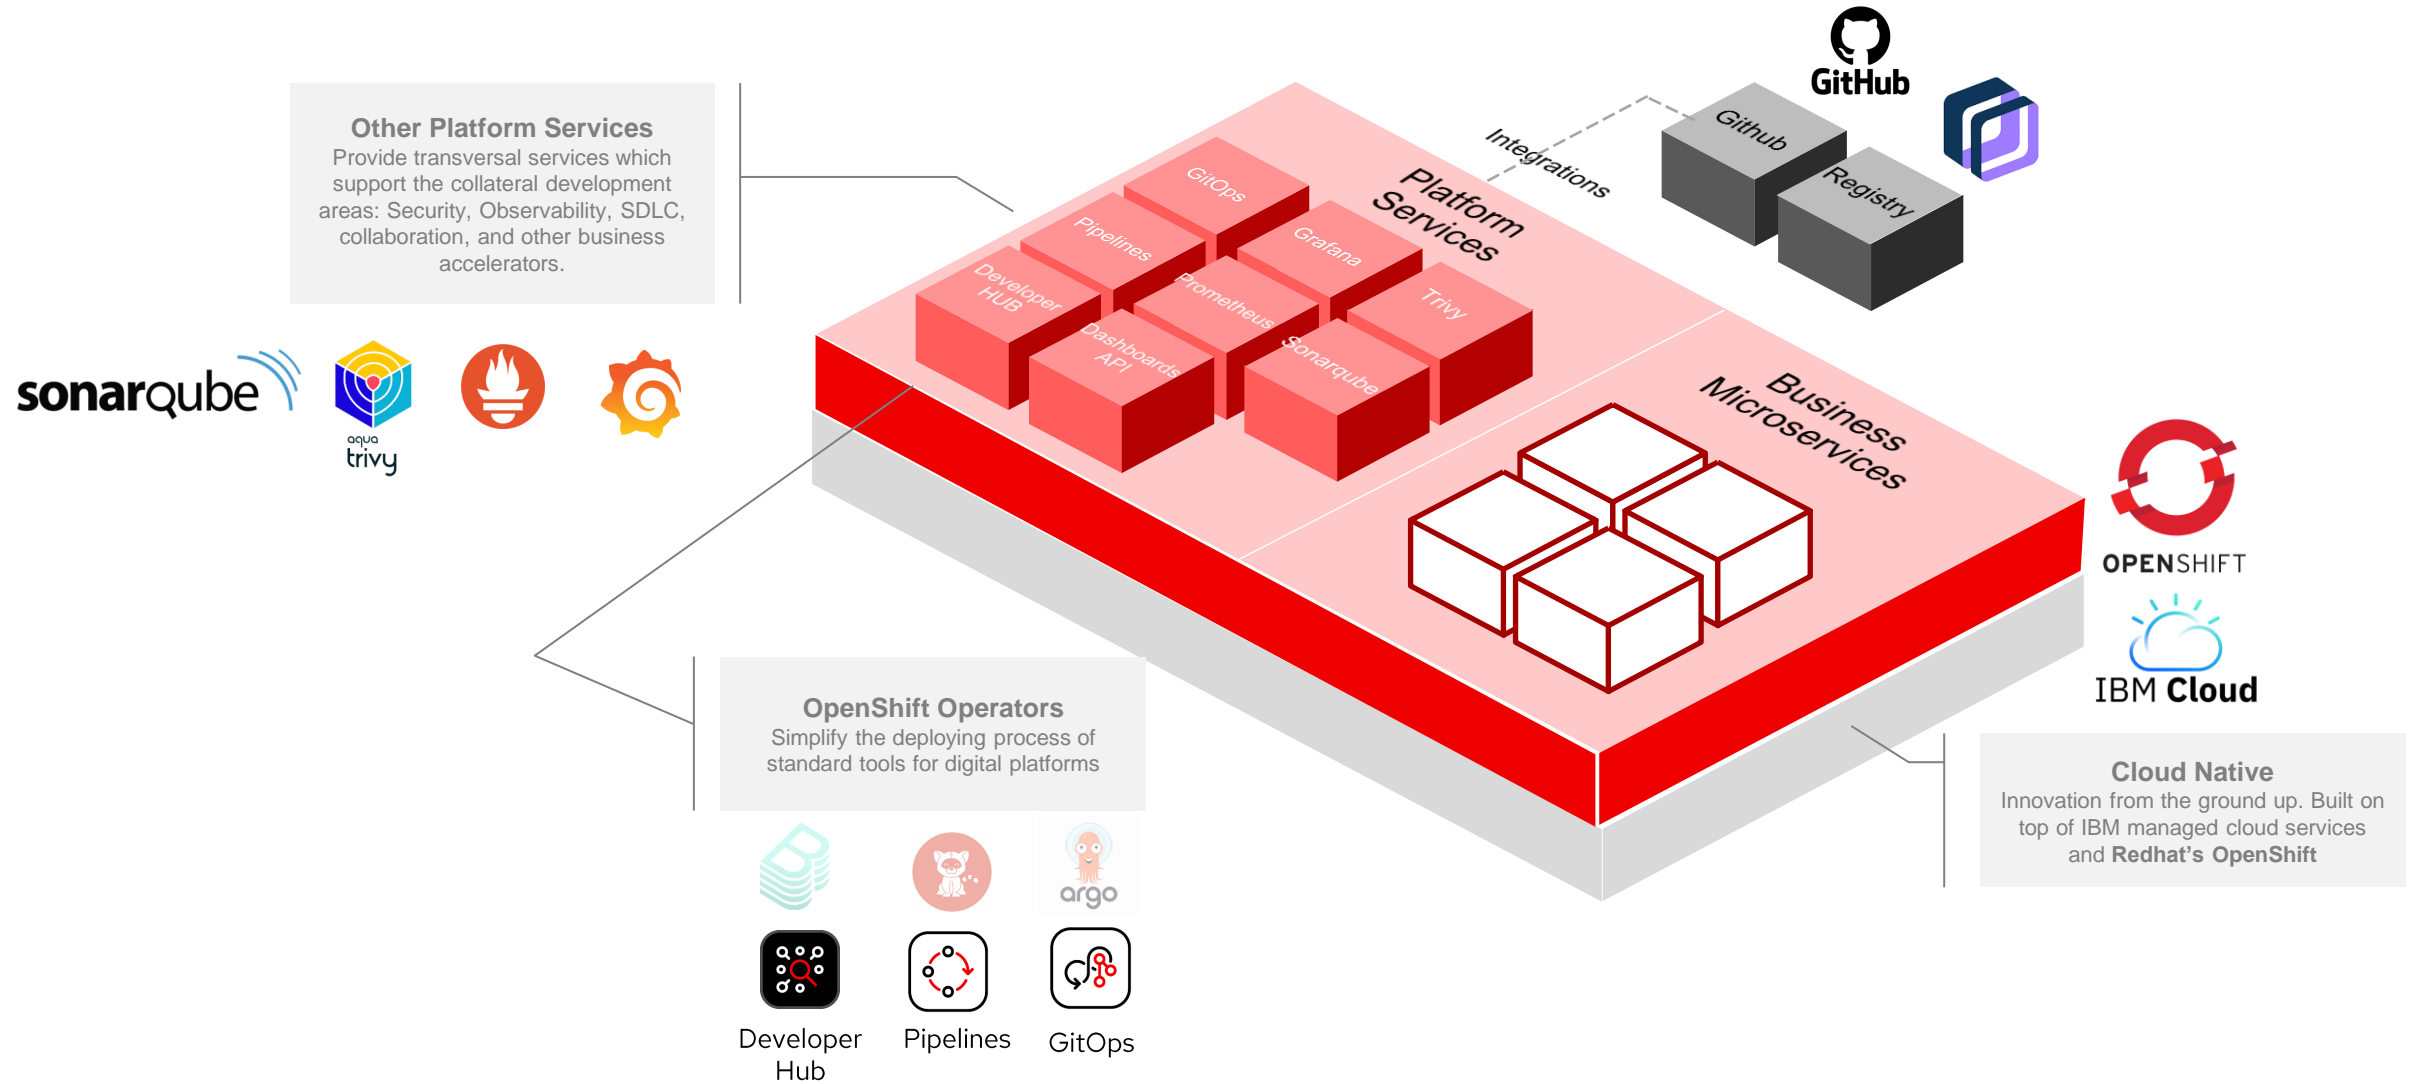 Other Platform Services
Provide transversal services which
support the collateral development
areas: Security, Observability, SDLC,
collaboration, and other business
accelerators.
sonarqube
aqua
trivy
GitOps
Pipelines
Developer
HUB
Grafana
Prometheus
Dashboards
API
Trivy
Sonarqube
Platform
Services
Integrations
GitHub
Github
Registry
Business
Microservices
OPENSHIFT
IBM Cloud
OpenShift Operators
Simplify the deploying process of
standard tools for digital platforms
argo
Developer
Hub
Pipelines
GitOps
Cloud Native
Innovation from the ground up. Built on
top of IBM managed cloud services
and Redhat’s OpenShift